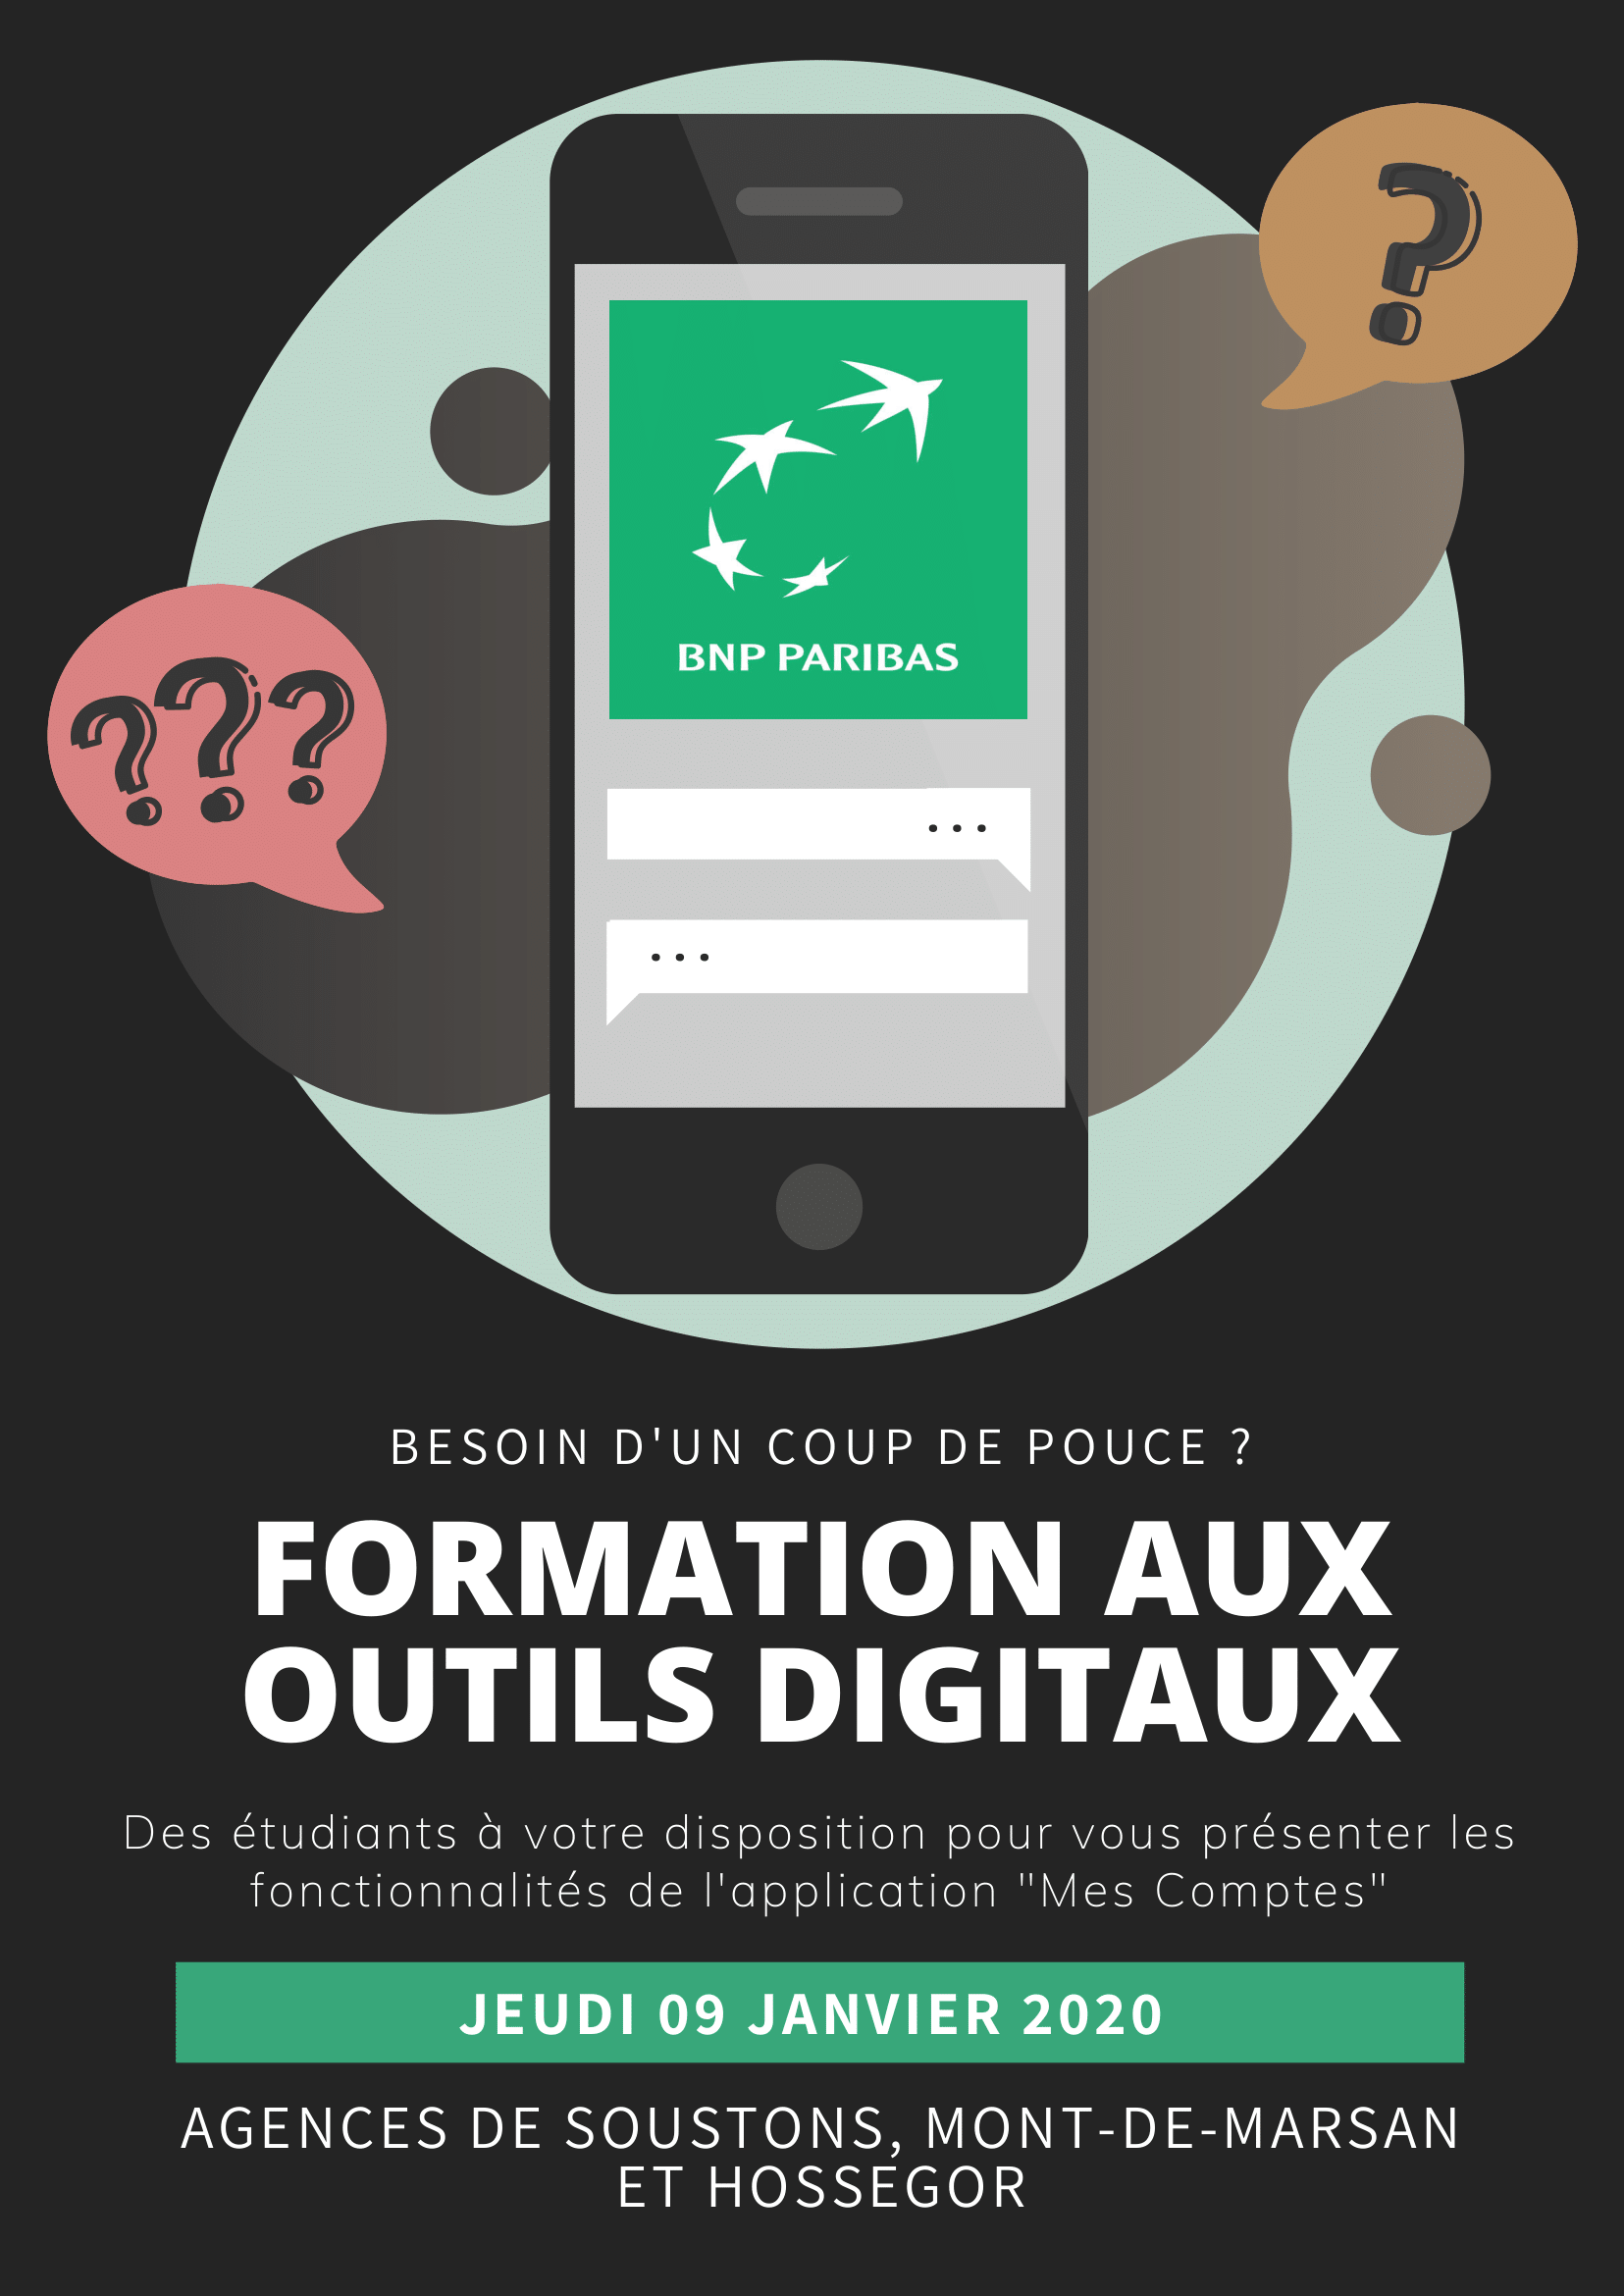 ?
? ? ?
BNP PARIBAS
...
...
BESOIN D'UN COUP DE POUCE ?
FORMATION AUX
OUTILS DIGITAUX
Des étudiants à votre disposition pour vous présenter les
fonctionnalités de l'application "Mes Comptes"
JEUDI 09 JANVIER 2020
AGENCES DE SOUSTONS, MONT-DE-MARSAN
ET HOSSEGOR